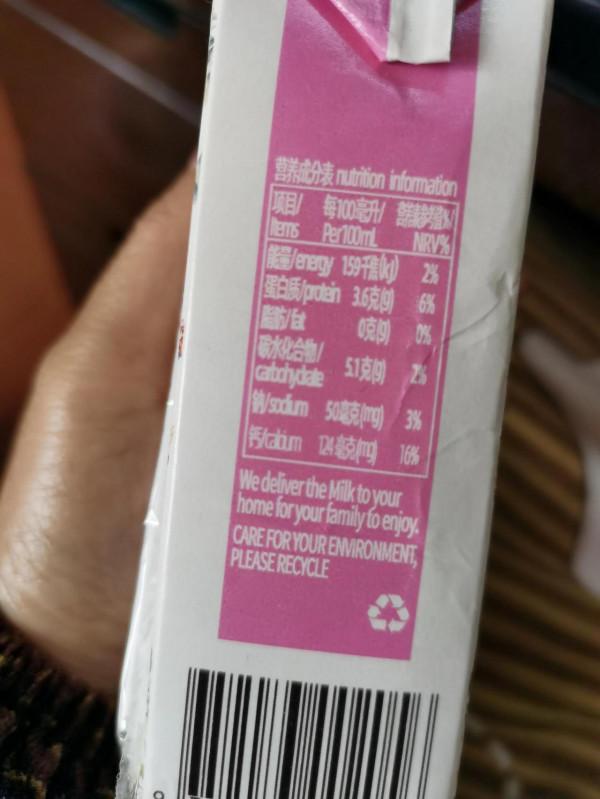 营养成分表 nutrition information
项目/ 每100毫升/ 营养素参考值%/
Items Per100mL NRV%
能量/energy 159千焦(kJ) 2%
蛋白质/protein 3.6克(g) 6%
脂肪/fat 0克(g) 0%
碳水化合物/
carbohydrate 5.1克(g) 2%
钠/sodium 50毫克(mg) 3%
钙/calcium 124毫克(mg) 16%
We deliver the Milk to your
home for your family to enjoy.
CARE FOR YOUR ENVIRONMENT,
PLEASE RECYCLE